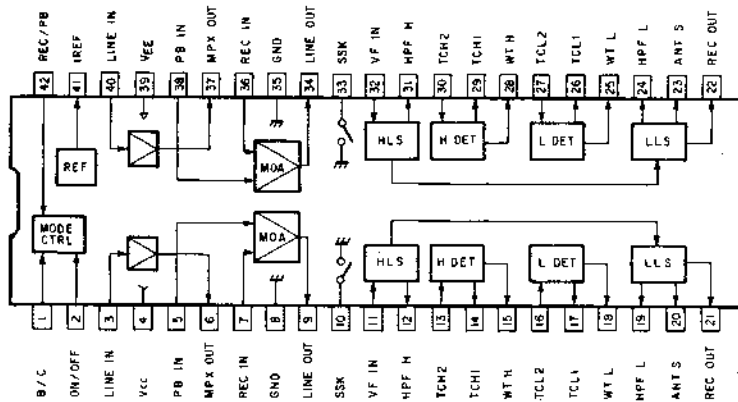 REC/PB IREF LINE IN VEE PB IN MPX OUT REC IN GND LINE OUT SSK VF IN HPF H TCH2 TCH1 WT H TCL2 TCL1 WT L HPF L ANT S REC OUT
42 41 40 39 38 37 36 35 34 33 32 31 30 29 28 27 26 25 24 23 22
REF MOA HLS H DET L DET LLS
MODE CTRL MOA HLS H DET L DET LLS
1 2 3 4 5 6 7 8 9 10 11 12 13 14 15 16 17 18 19 20 21
B/C ON/OFF LINE IN Vcc PB IN MPX OUT REC IN GND LINE OUT SSK VF IN HPF H TCH2 TCH1 WT H TCL2 TCL1 WT L HPF L ANT S REC OUT